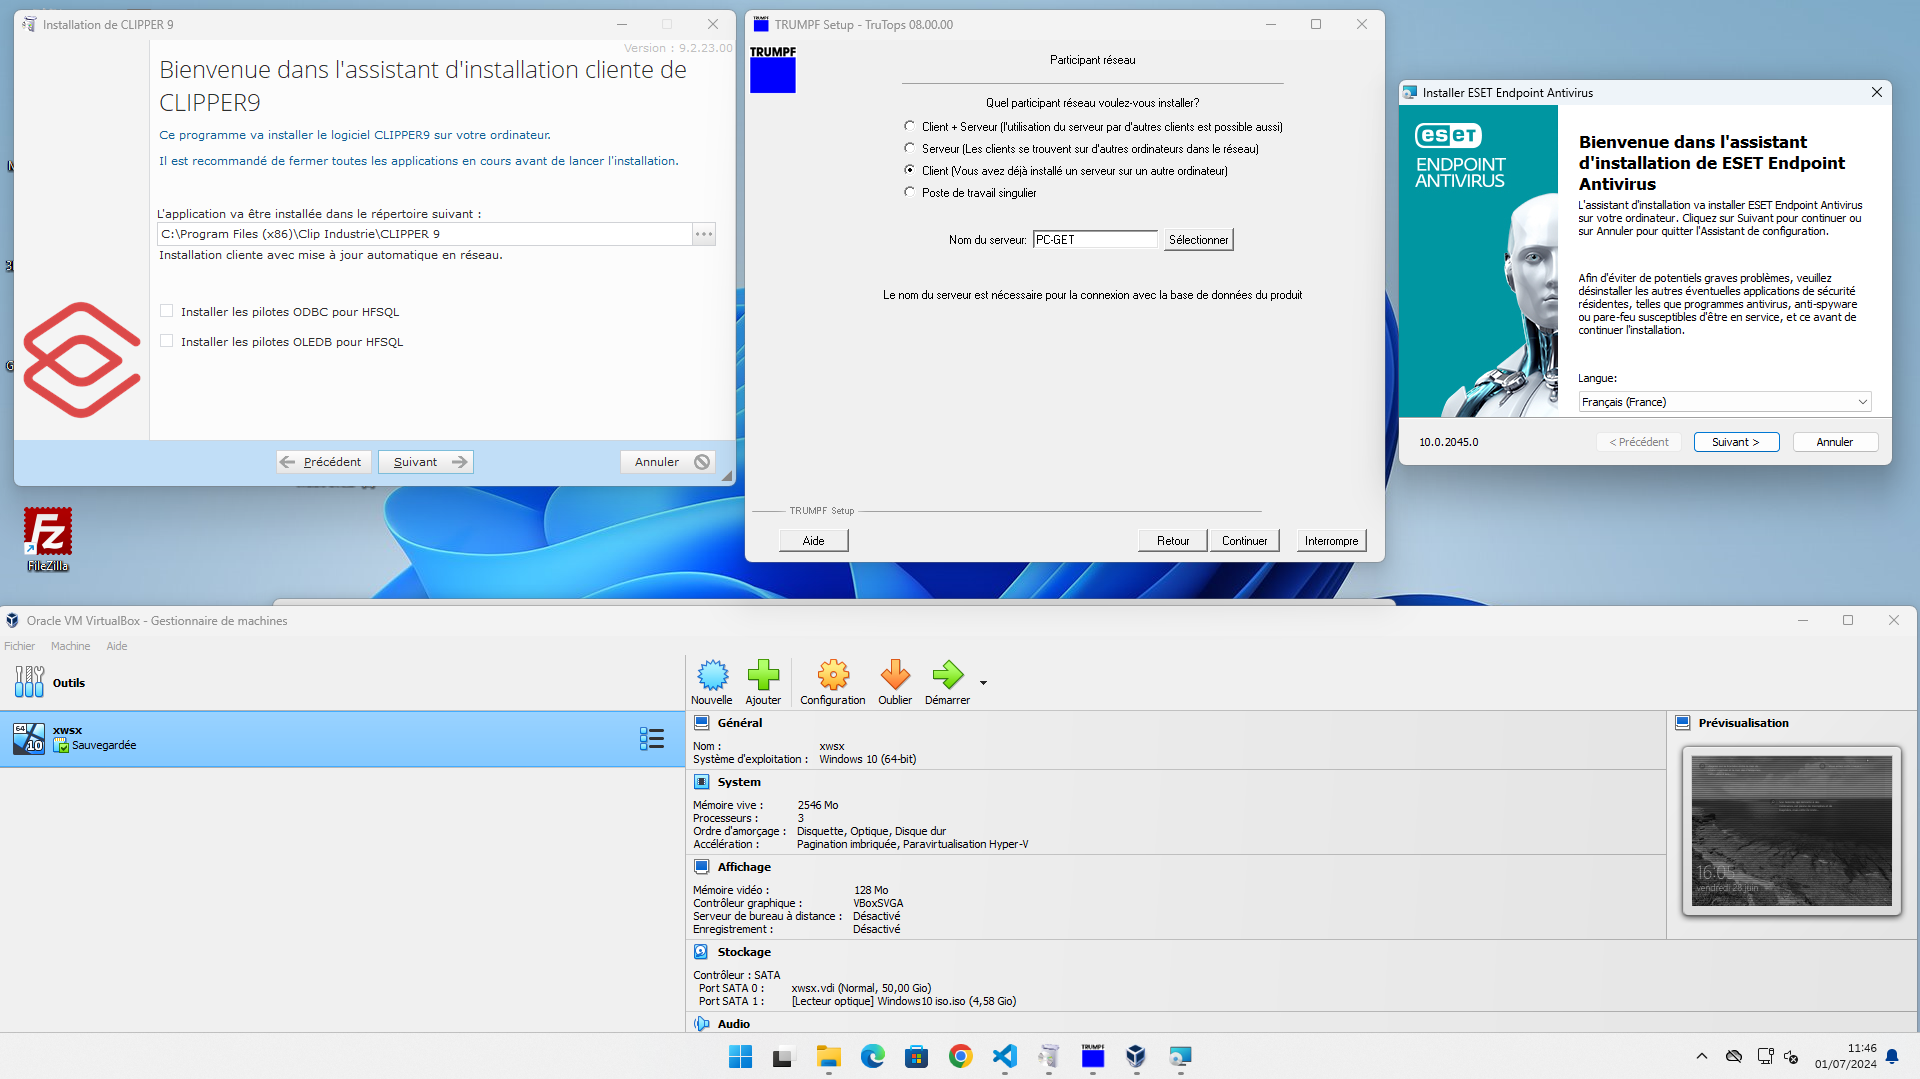 Installation de CLIPPER 9
Version : 9.2.23.00
Bienvenue dans l'assistant d'installation cliente de
CLIPPER9
Ce programme va installer le logiciel CLIPPER9 sur votre ordinateur.
Il est recommandé de fermer toutes les applications en cours avant de lancer l'installation.
L'application va être installée dans le répertoire suivant :
C:\Program Files (x86)\Clip Industrie\CLIPPER 9
Installation cliente avec mise à jour automatique en réseau.
Installer les pilotes ODBC pour HFSQL
Installer les pilotes OLEDB pour HFSQL
Précédent
Suivant
Annuler
TRUMPF Setup - TruTops 08.00.00
TRUMPF
Participant réseau
Quel participant réseau voulez-vous installer?
Client + Serveur (l'utilisation du serveur par d'autres clients est possible aussi)
Serveur (Les clients se trouvent sur d'autres ordinateurs dans le réseau)
Client (Vous avez déjà installé un serveur sur un autre ordinateur)
Poste de travail singulier
Nom du serveur: PC-GET Sélectionner
Le nom du serveur est nécessaire pour la connexion avec la base de données du produit
TRUMPF Setup
Aide
Retour
Continuer
Interrompre
Installer ESET Endpoint Antivirus
eset
ENDPOINT
ANTIVIRUS
Bienvenue dans l'assistant
d'installation de ESET Endpoint
Antivirus
L'assistant d'installation va installer ESET Endpoint Antivirus
sur votre ordinateur. Cliquez sur Suivant pour continuer ou
sur Annuler pour quitter l'Assistant de configuration.
Afin d'éviter de potentiels graves problèmes, veuillez
désinstaller les autres éventuelles applications de sécurité
résidentes, telles que programmes antivirus, anti-spyware
ou pare-feu susceptibles d'être en service, et ce avant de
continuer l'installation.
Langue:
Français (France)
10.0.2045.0
< Précédent
Suivant >
Annuler
Fz
FileZilla
Oracle VM VirtualBox - Gestionnaire de machines
Fichier Machine Aide
Outils
64
10
xwsx
Sauvegardée
Nouvelle
Ajouter
Configuration
Oublier
Démarrer
Général
Nom : xwsx
Système d'exploitation : Windows 10 (64-bit)
System
Mémoire vive : 2546 Mo
Processeurs : 3
Ordre d'amorçage : Disquette, Optique, Disque dur
Accélération : Pagination imbriquée, Paravirtualisation Hyper-V
Affichage
Mémoire vidéo : 128 Mo
Contrôleur graphique : VBoxSVGA
Serveur de bureau à distance : Désactivé
Enregistrement : Désactivé
Stockage
Contrôleur : SATA
Port SATA 0 : xwsx.vdi (Normal, 50,00 Gio)
Port SATA 1 : [Lecteur optique] Windows10 iso.iso (4,58 Gio)
Audio
Prévisualisation
16:05
vendredi 28 juin
TRUMPF
11:46
01/07/2024